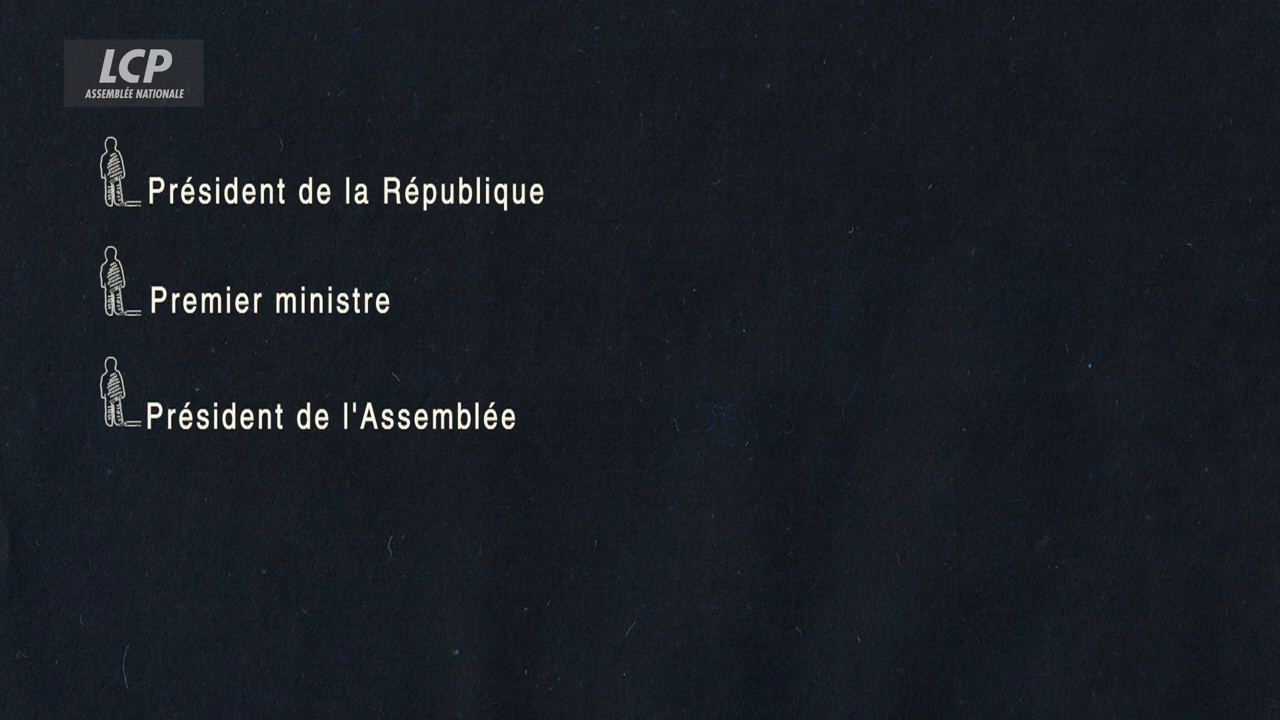 LCP
ASSEMBLÉE NATIONALE
Président de la République
Premier ministre
Président de l'Assemblée